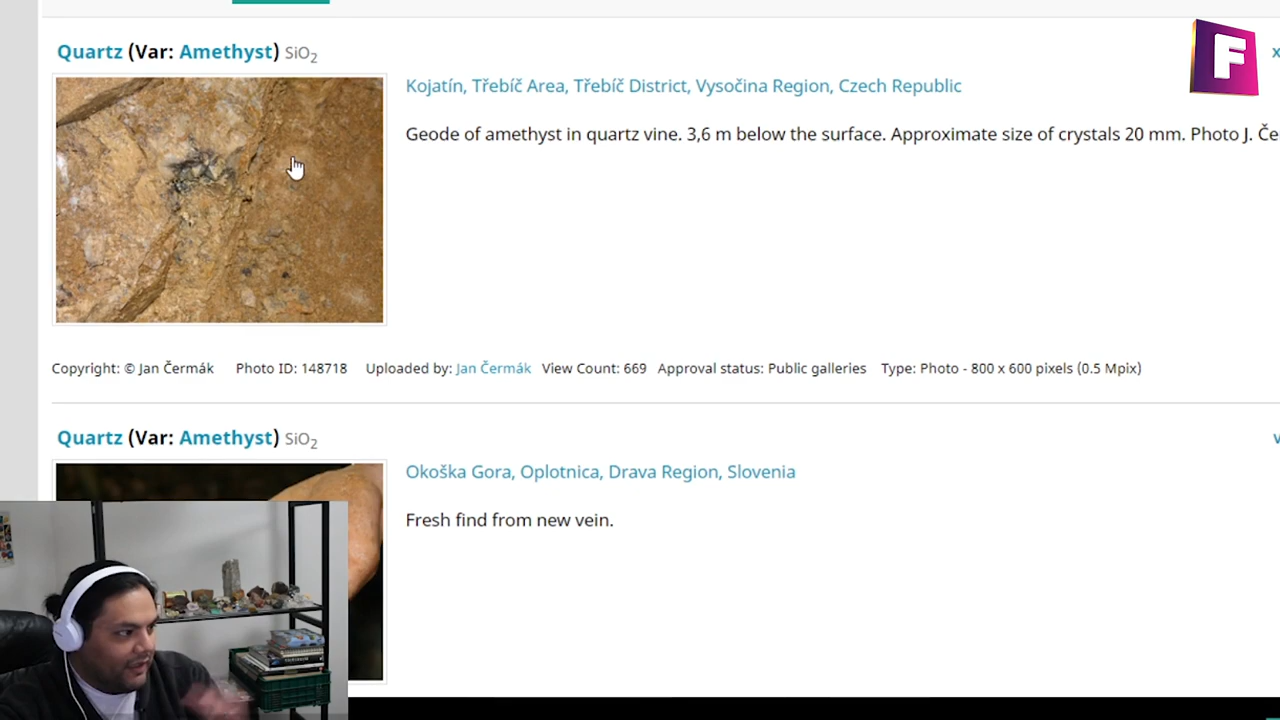 Quartz (Var: Amethyst) SiO2
Kojatín, Třebíč Area, Třebíč District, Vysočina Region, Czech Republic
Geode of amethyst in quartz vine. 3,6 m below the surface. Approximate size of crystals 20 mm. Photo J.
Copyright: © Jan Čermák Photo ID: 148718 Uploaded by: Jan Čermák View Count: 669 Approval status: Public galleries Type: Photo - 800 x 600 pixels (0.5 Mpix)
Quartz (Var: Amethyst) SiO2
Okoška Gora, Oplotnica, Drava Region, Slovenia
Fresh find from new vein.
F